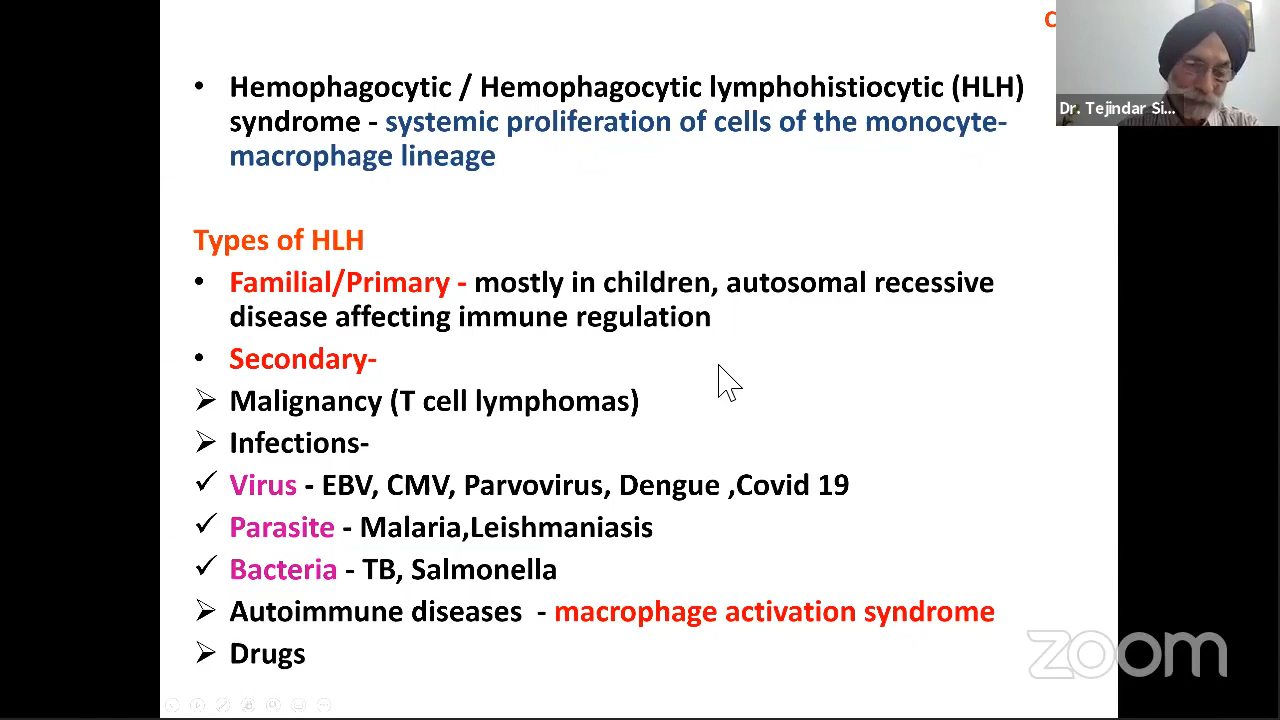 Hemophagocytic / Hemophagocytic lymphohistiocytic (HLH)
syndrome - systemic proliferation of cells of the monocyte-
macrophage lineage
Dr. Tejindar Si...
Types of HLH
Familial/Primary - mostly in children, autosomal recessive
disease affecting immune regulation
Secondary-
Malignancy (T cell lymphomas)
Infections-
Virus - EBV, CMV, Parvovirus, Dengue ,Covid 19
Parasite - Malaria,Leishmaniasis
Bacteria - TB, Salmonella
Autoimmune diseases - macrophage activation syndrome
Drugs
zoom